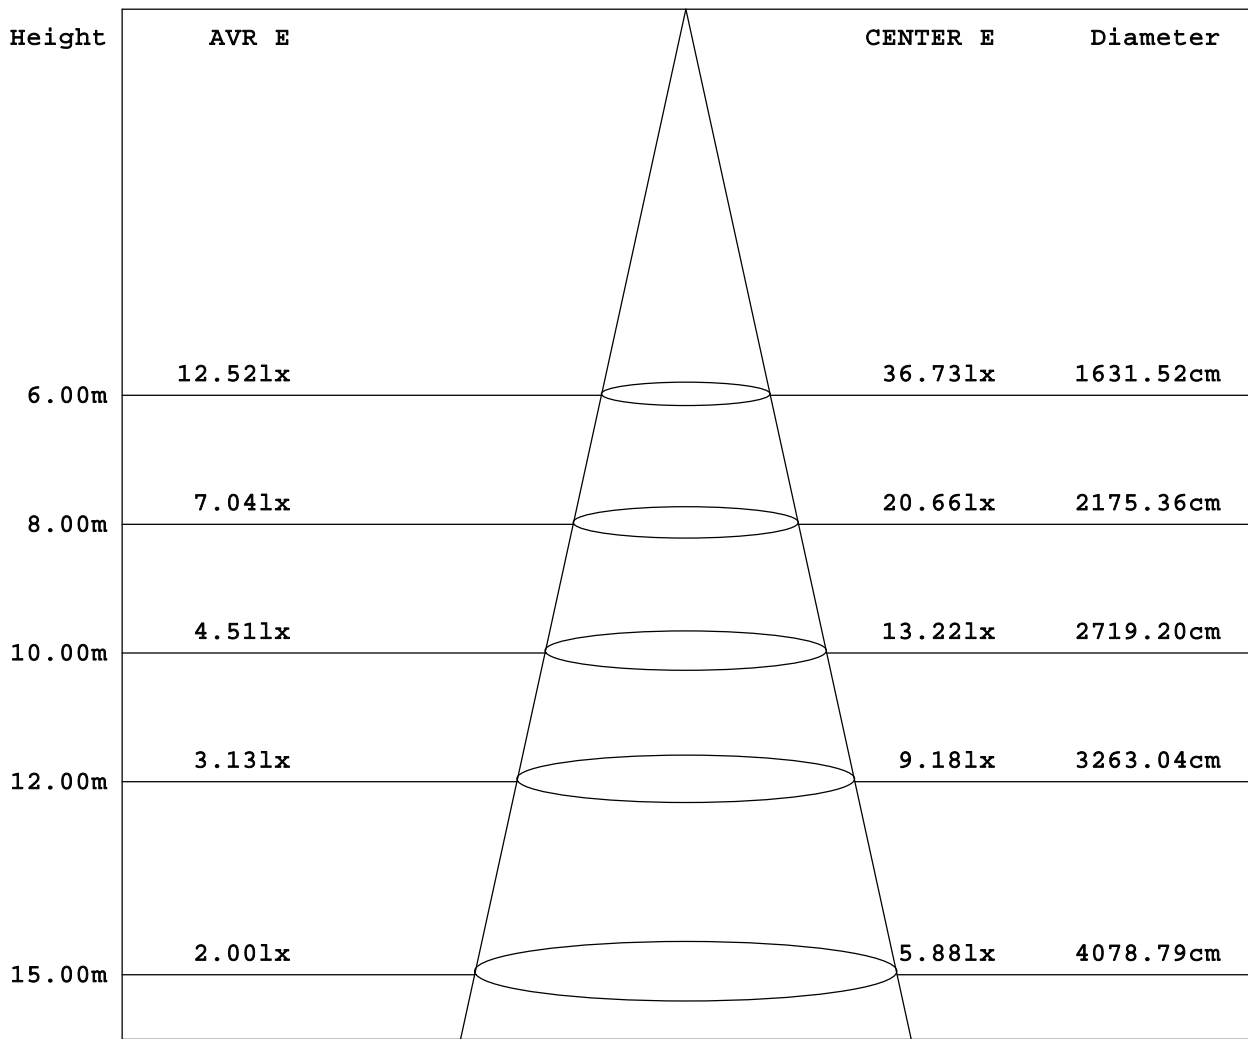 Height AVR E CENTER E Diameter
12.52lx 36.73lx 1631.52cm
6.00m
7.04lx 20.66lx 2175.36cm
8.00m
4.51lx 13.22lx 2719.20cm
10.00m
3.13lx 9.18lx 3263.04cm
12.00m
2.00lx 5.88lx 4078.79cm
15.00m